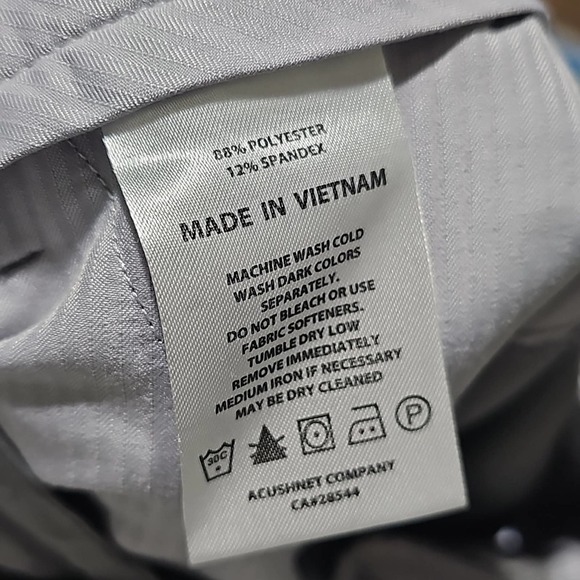 88% POLYESTER
12% SPANDEX
MADE IN VIETNAM
MACHINE WASH COLD
WASH DARK COLORS
SEPARATELY.
DO NOT BLEACH OR USE
FABRIC SOFTENERS.
TUMBLE DRY LOW
REMOVE IMMEDIATELY
MEDIUM IRON IF NECESSARY
MAY BE DRY CLEANED
30C P
ACUSHNET COMPANY
CA#28544